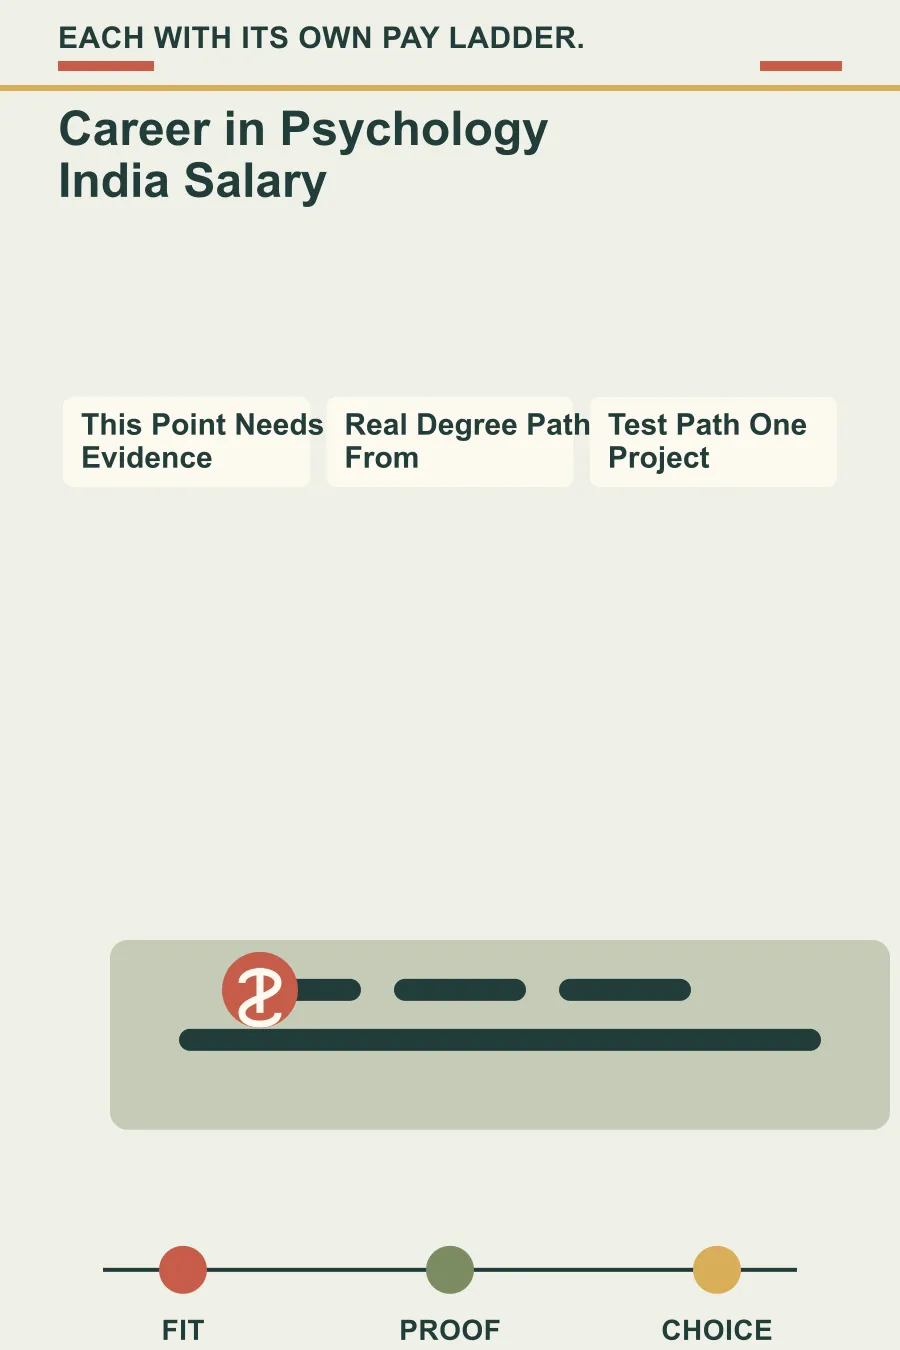 EACH WITH ITS OWN PAY LADDER.
Career in Psychology
India Salary
This Point Needs
Evidence
Real Degree Path
From
Test Path One
Project
FIT
PROOF
CHOICE